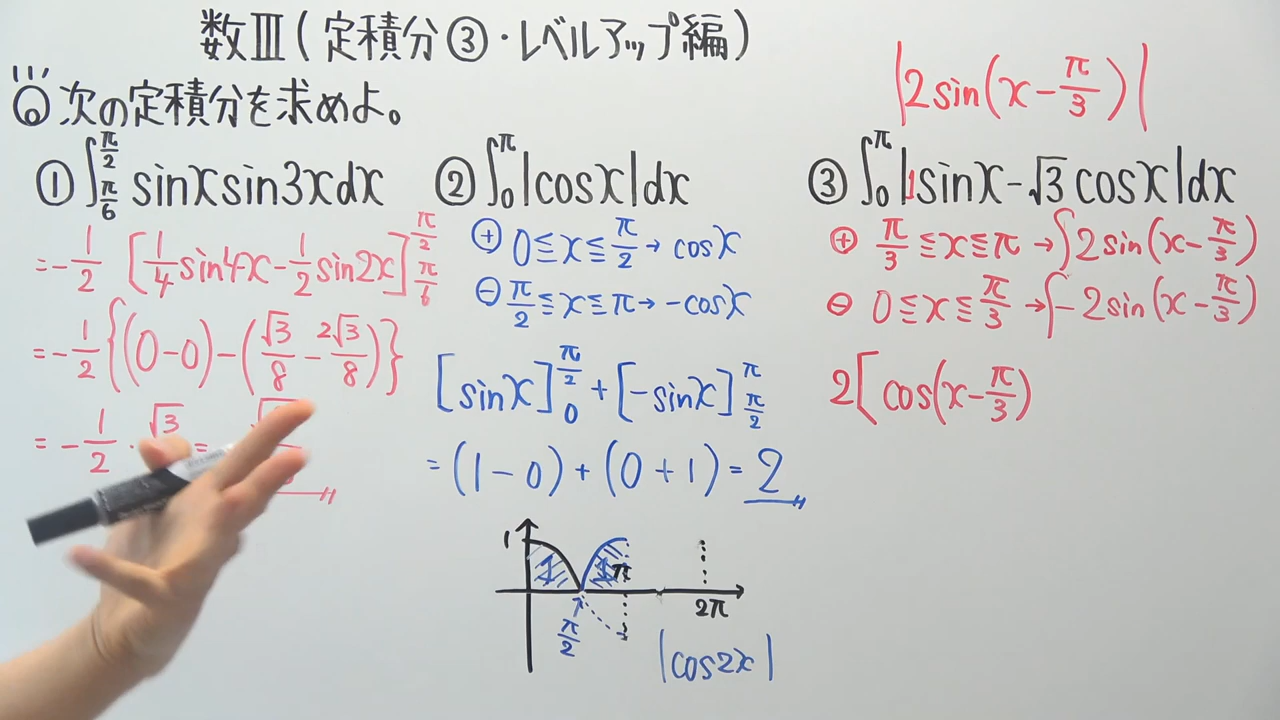 数Ⅲ(定積分③・レベルアップ編)
次の定積分を求めよ。
① ∫_{π/6}^{π/2} sinx sin3x dx
= -1/2 [1/4 sin4x - 1/2 sin2x]_{π/6}^{π/2}
= -1/2 {(0-0) - (√3/8 - 2√3/8)}
= -1/2 · √3 =
② ∫_0^π |cosx|dx
⊕ 0≦x≦π/2 → cosx
⊖ π/2≦x≦π → -cosx
[sinx]_0^{π/2} + [-sinx]_{π/2}^π
= (1-0) + (0+1) = 2
1
1
1
π
π/2
2π
|cos2x|
|2sin(x-π/3)|
③ ∫_0^π |1sinx-√3cosx|dx
⊕ π/3≦x≦π → ∫2sin(x-π/3)
⊖ 0≦x≦π/3 → ∫-2sin(x-π/3)
2[cos(x-π/3)